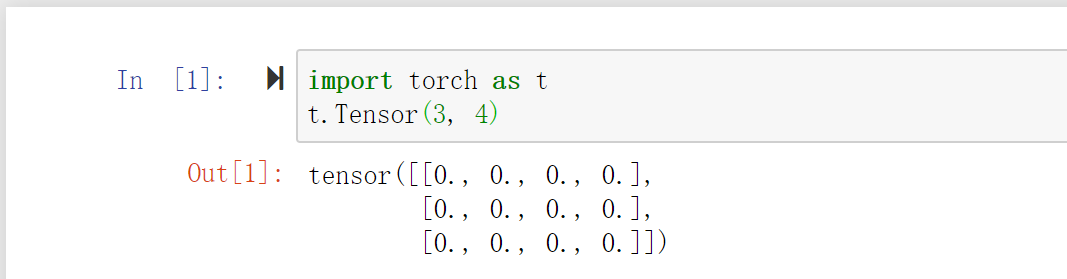 In [1]: import torch as t
t.Tensor(3, 4)
Out[1]: tensor([[0., 0., 0., 0.],
[0., 0., 0., 0.],
[0., 0., 0., 0.]])